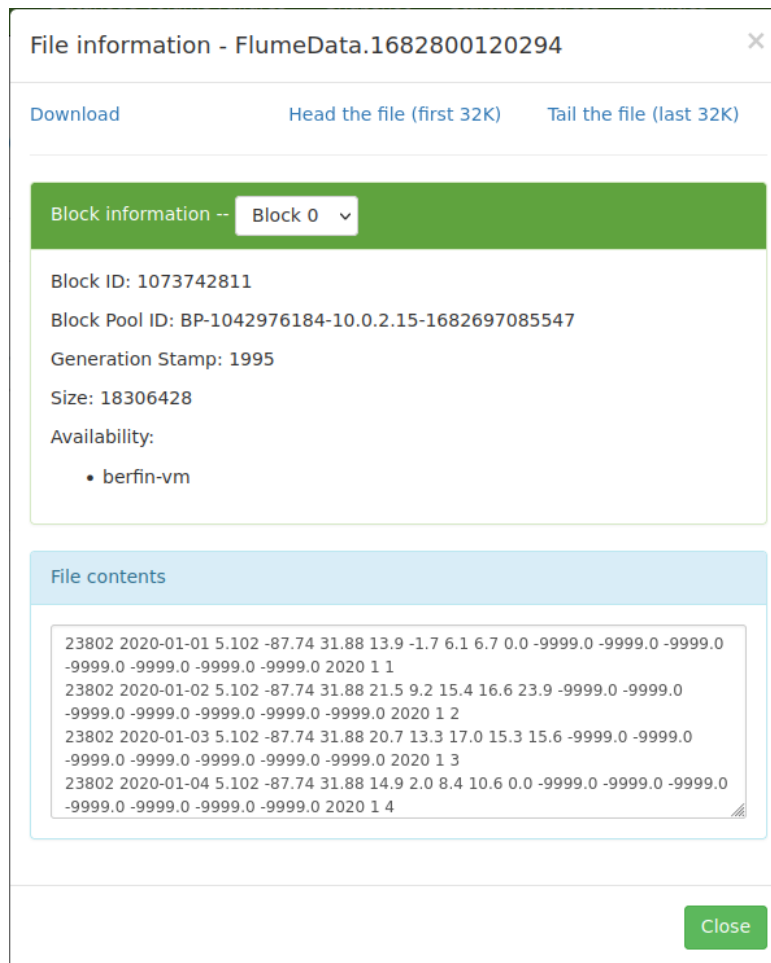 File information - FlumeData.1682800120294
×
Download Head the file (first 32K) Tail the file (last 32K)
Block information -- Block 0
Block ID: 1073742811
Block Pool ID: BP-1042976184-10.0.2.15-1682697085547
Generation Stamp: 1995
Size: 18306428
Availability:
• berfin-vm
File contents
23802 2020-01-01 5.102 -87.74 31.88 13.9 -1.7 6.1 6.7 0.0 -9999.0 -9999.0 -9999.0
-9999.0 -9999.0 -9999.0 -9999.0 2020 1 1
23802 2020-01-02 5.102 -87.74 31.88 21.5 9.2 15.4 16.6 23.9 -9999.0 -9999.0
-9999.0 -9999.0 -9999.0 -9999.0 -9999.0 2020 1 2
23802 2020-01-03 5.102 -87.74 31.88 20.7 13.3 17.0 15.3 15.6 -9999.0 -9999.0
-9999.0 -9999.0 -9999.0 -9999.0 -9999.0 2020 1 3
23802 2020-01-04 5.102 -87.74 31.88 14.9 2.0 8.4 10.6 0.0 -9999.0 -9999.0 -9999.0
-9999.0 -9999.0 -9999.0 -9999.0 2020 1 4
Close